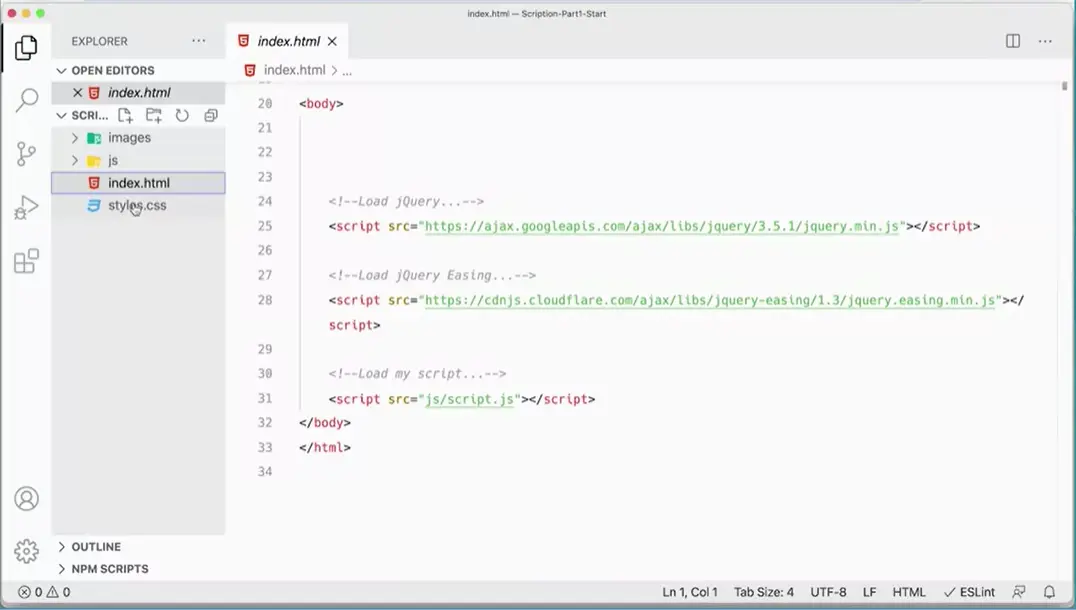 index.html — Scription-Part1-Start
EXPLORER ...
index.html
index.html > ...
OPEN EDITORS
index.html
SCRI...
images
js
index.html
styles.css
20 <body>
21
22
23
24 <!--Load jQuery...-->
25 <script src="https://ajax.googleapis.com/ajax/libs/jquery/3.5.1/jquery.min.js"></script>
26
27 <!--Load jQuery Easing...-->
28 <script src="https://cdnjs.cloudflare.com/ajax/libs/jquery-easing/1.3/jquery.easing.min.js"></
script>
29
30 <!--Load my script...-->
31 <script src="js/script.js"></script>
32 </body>
33 </html>
34
OUTLINE
NPM SCRIPTS
0 0 Ln 1, Col 1 Tab Size: 4 UTF-8 LF HTML ESLint